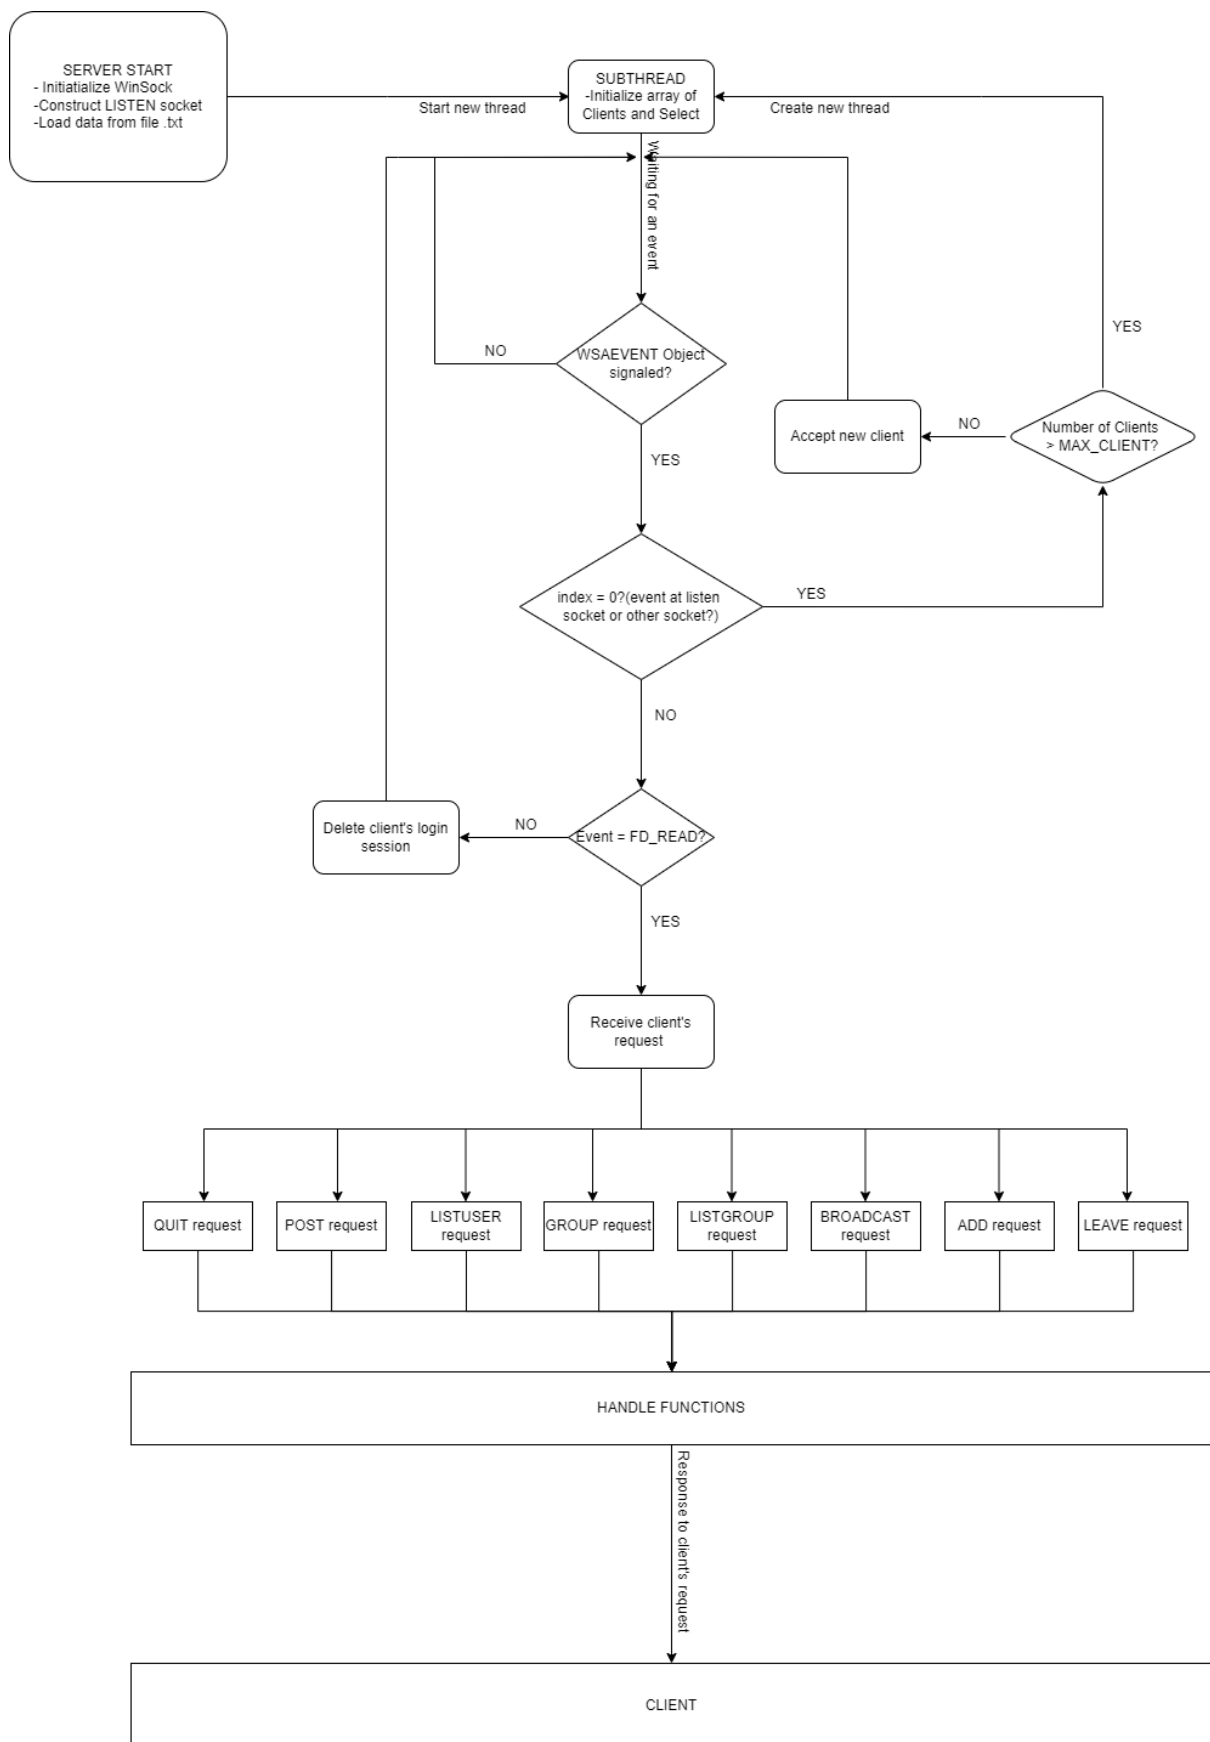 SERVER START
- Initiatialize WinSock
-Construct LISTEN socket
-Load data from file .txt
Start new thread
SUBTHREAD
-Initialize array of
Clients and Select
Create new thread
Waiting for an event
WSAEVENT Object
signaled?
NO
YES
Accept new client
NO
Number of Clients
> MAX_CLIENT?
YES
index = 0?(event at listen
socket or other socket?)
YES
NO
Delete client's login
session
NO
Event = FD_READ?
YES
Receive client's
request
QUIT request
POST request
LISTUSER
request
GROUP request
LISTGROUP
request
BROADCAST
request
ADD request
LEAVE request
HANDLE FUNCTIONS
Response to client's request
CLIENT